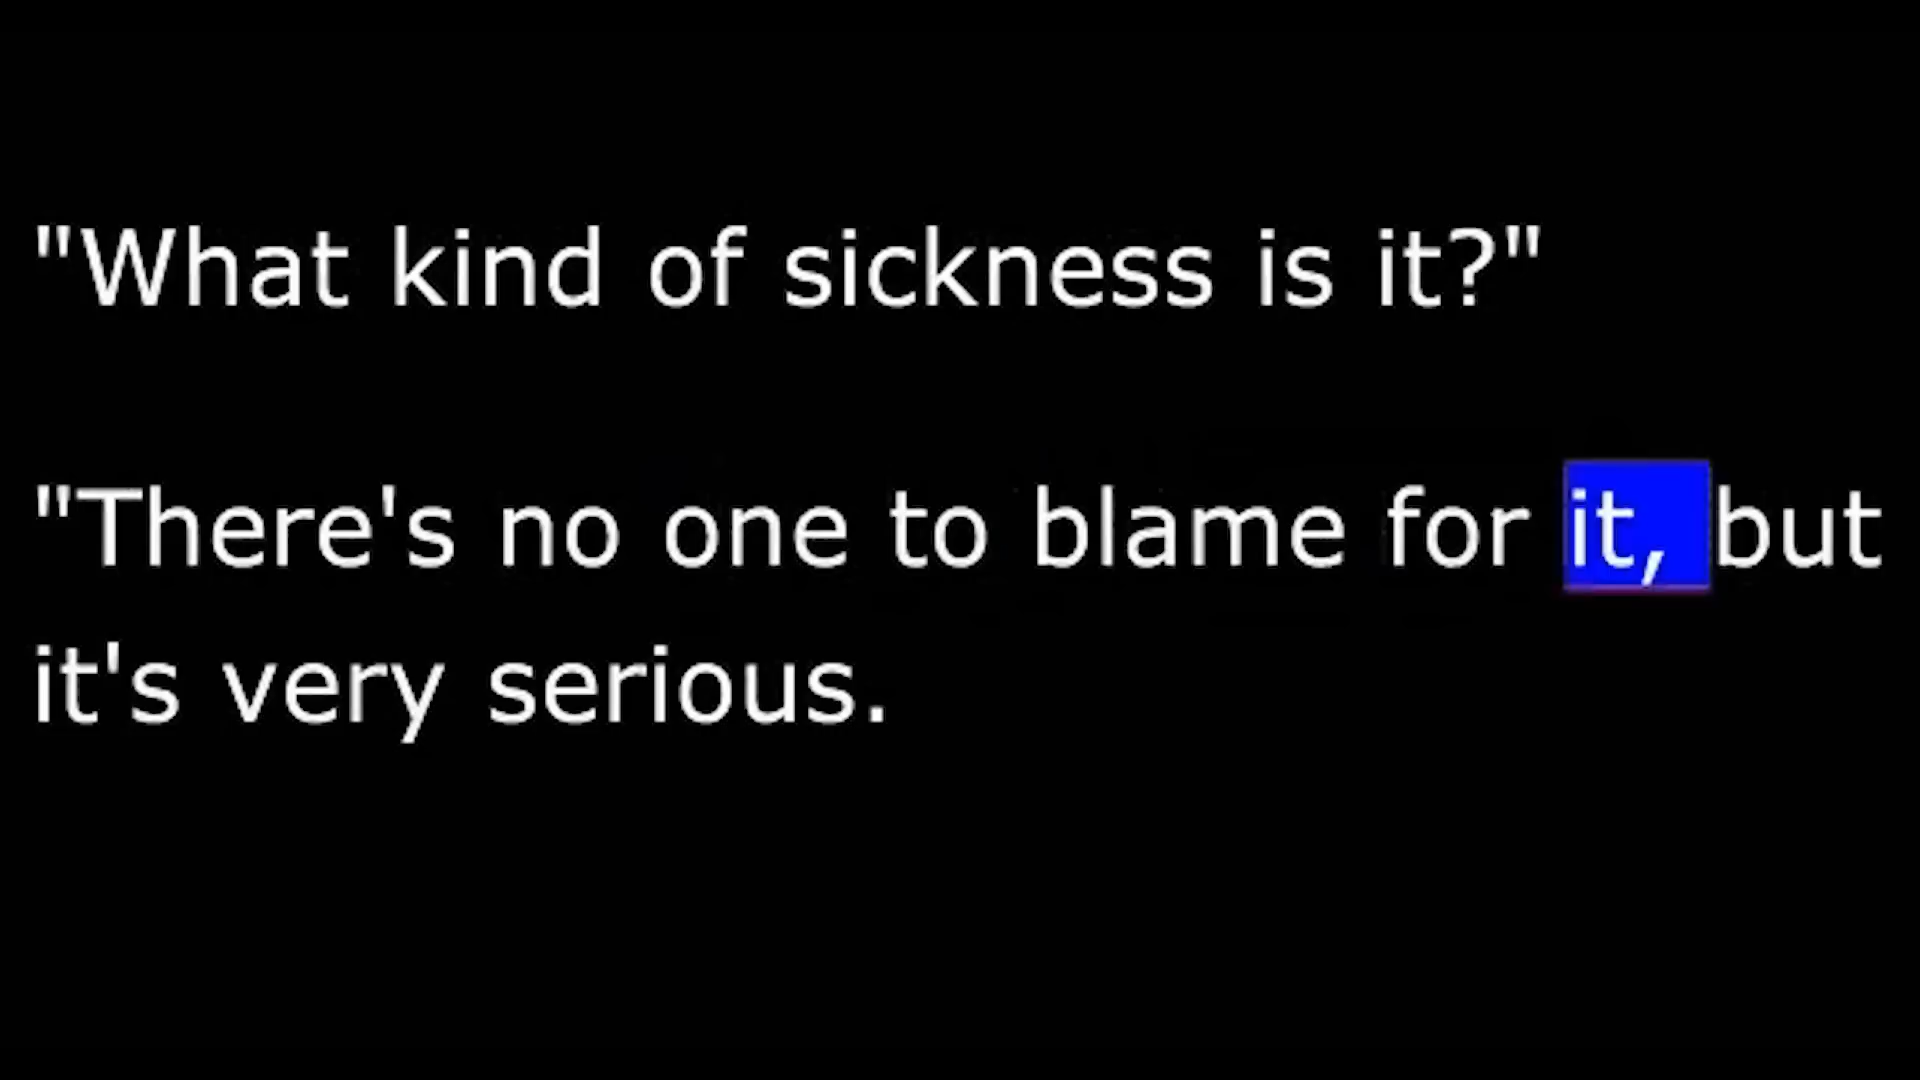 "What kind of sickness is it?"
"There's no one to blame for it, but
it's very serious.